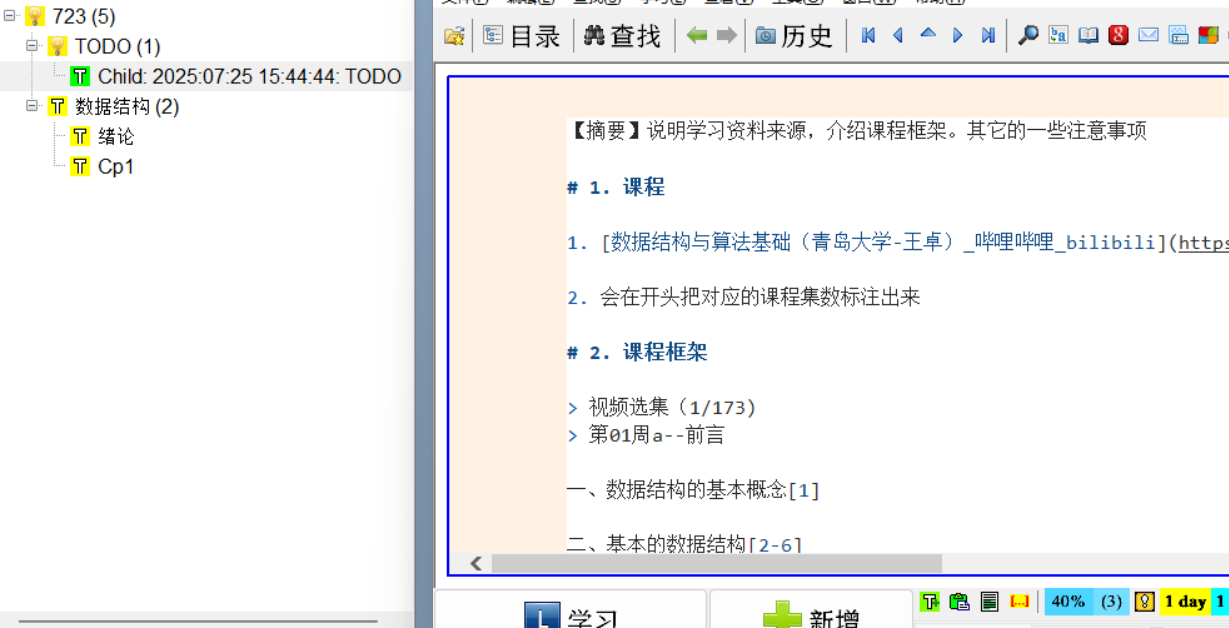 723 (5)
TODO (1)
Child: 2025:07:25 15:44:44: TODO
数据结构 (2)
绪论
Cp1
目录 查找 历史
【摘要】说明学习资料来源，介绍课程框架。其它的一些注意事项
# 1. 课程
1. [数据结构与算法基础（青岛大学-王卓）_哔哩哔哩_bilibili](https
2. 会在开头把对应的课程集数标注出来
# 2. 课程框架
> 视频选集（1/173)
> 第01周a--前言
一、数据结构的基本概念[1]
二、基本的数据结构[2-6]
学习 新增 40% (3) 1 day 1